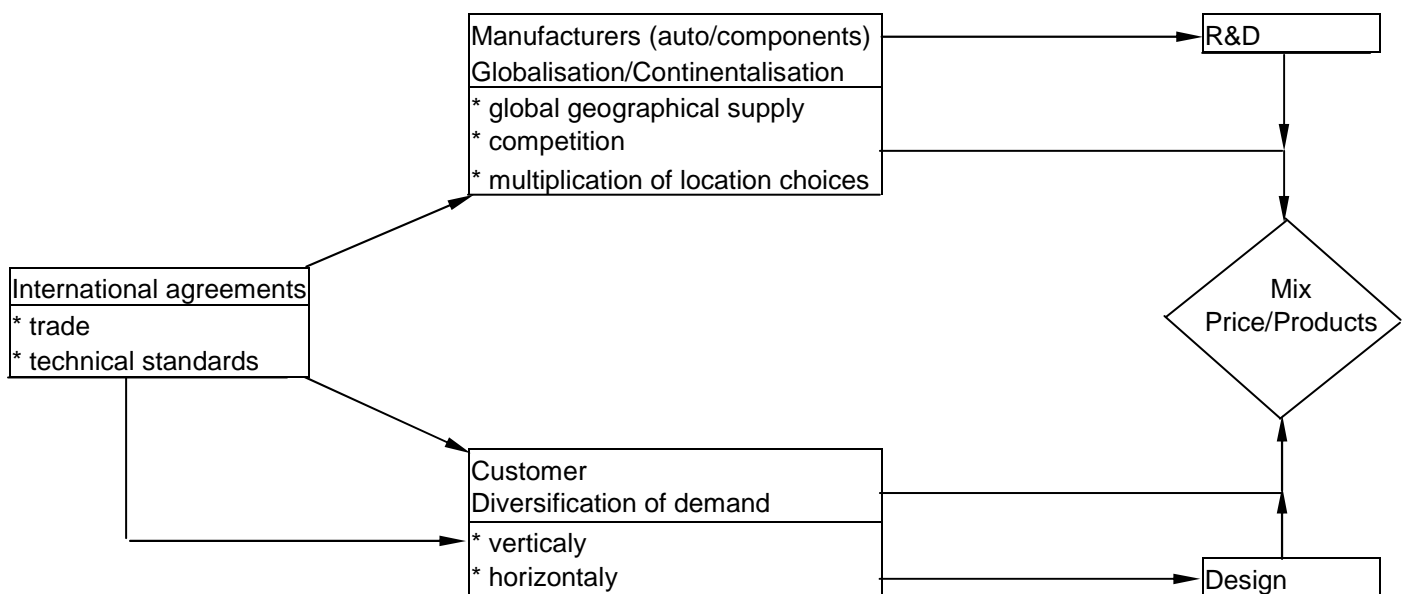 Manufacturers (auto/components)
Globalisation/Continentalisation
* global geographical supply
* competition
* multiplication of location choices
R&D
International agreements
* trade
* technical standards
Mix
Price/Products
Customer
Diversification of demand
* verticaly
* horizontaly
Design